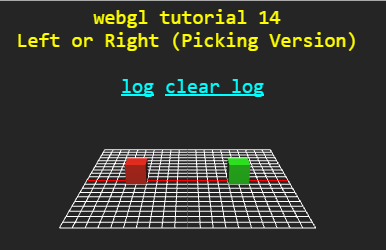 webgl tutorial 14
Left or Right (Picking Version)
log clear log